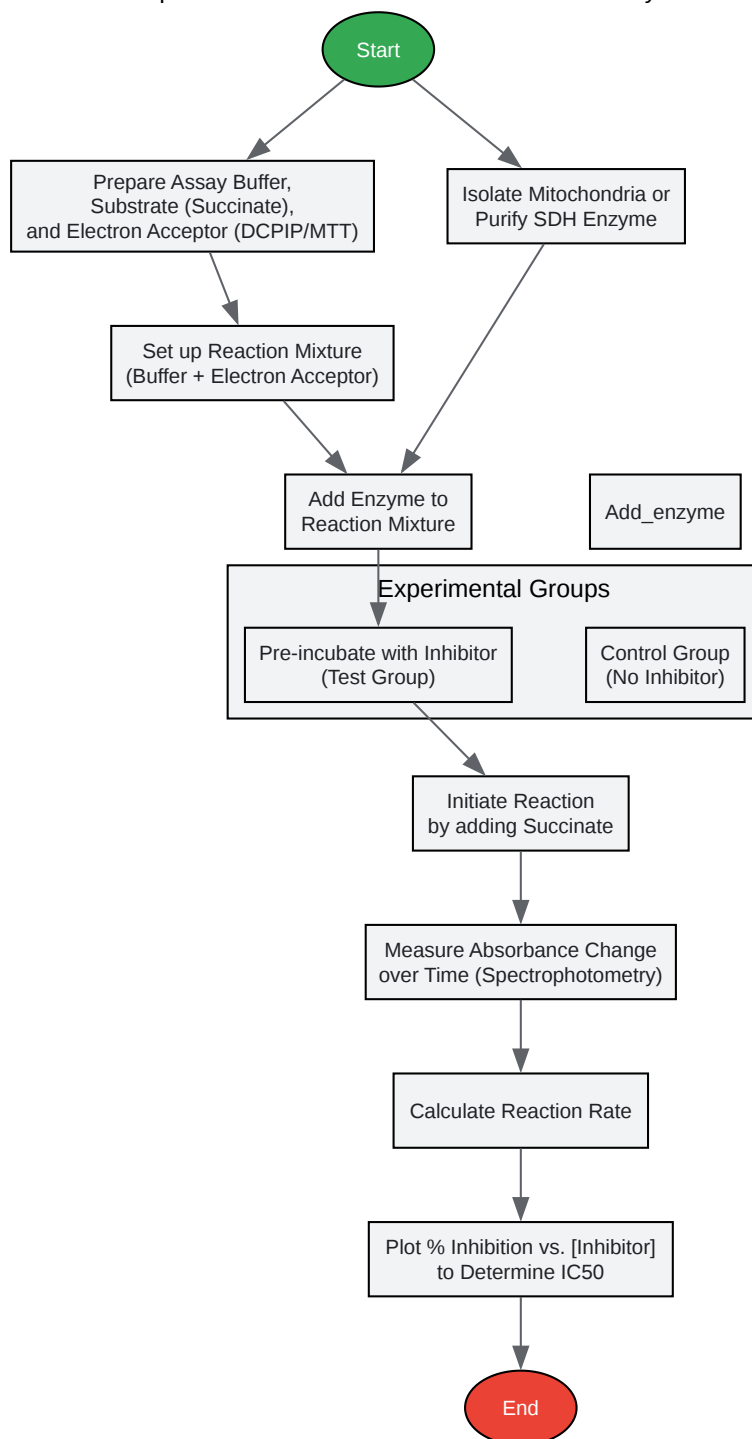 Start
Prepare Assay Buffer,
Substrate (Succinate),
and Electron Acceptor (DCPIP/MTT)
Isolate Mitochondria or
Purify SDH Enzyme
Set up Reaction Mixture
(Buffer + Electron Acceptor)
Add Enzyme to
Reaction Mixture
Add_enzyme
Experimental Groups
Pre-incubate with Inhibitor
(Test Group)
Control Group
(No Inhibitor)
Initiate Reaction
by adding Succinate
Measure Absorbance Change
over Time (Spectrophotometry)
Calculate Reaction Rate
Plot % Inhibition vs. [Inhibitor]
to Determine IC50
End